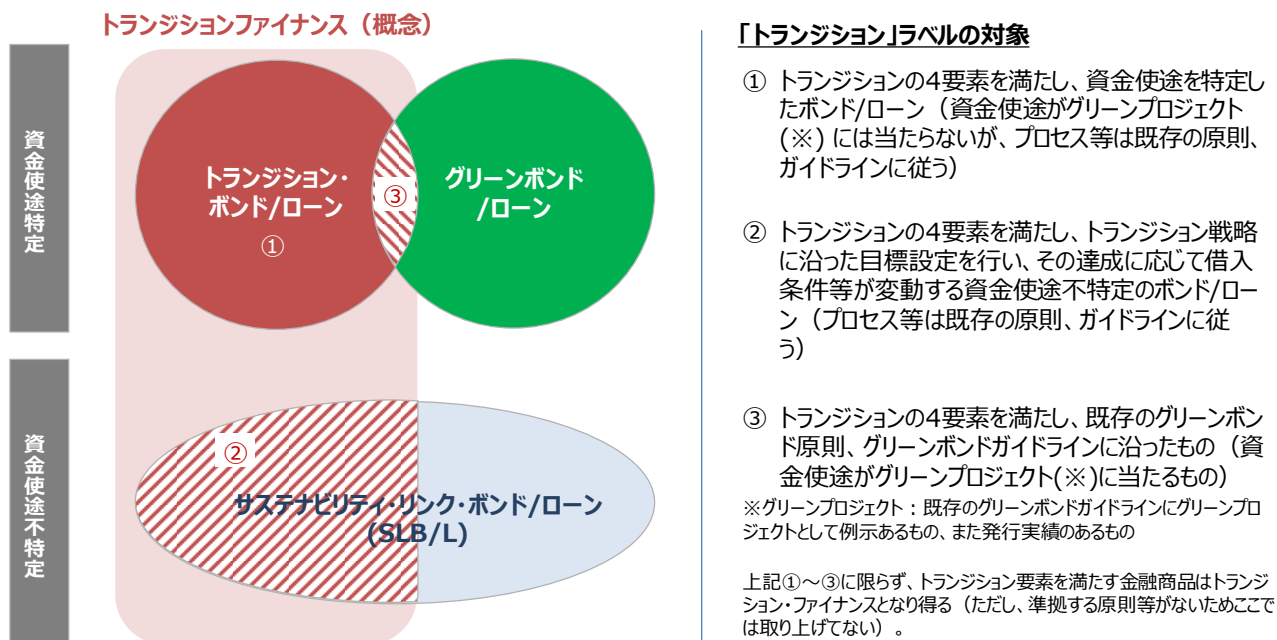 トランジションファイナンス（概念）
資金使途特定
トランジション・
ボンド/ローン
①
③
グリーンボンド
/ローン
資金使途不特定
②
サステナビリティ・リンク・ボンド/ローン
(SLB/L)
「トランジション」ラベルの対象
① トランジションの4要素を満たし、資金使途を特定し
たボンド/ローン（資金使途がグリーンプロジェクト
(※) には当たらないが、プロセス等は既存の原則、
ガイドラインに従う）
② トランジションの4要素を満たし、トランジション戦略
に沿った目標設定を行い、その達成に応じて借入
条件等が変動する資金使途不特定のボンド/ロー
ン（プロセス等は既存の原則、ガイドラインに従
う）
③ トランジションの4要素を満たし、既存のグリーンボン
ド原則、グリーンボンドガイドラインに沿ったもの（資
金使途がグリーンプロジェクト(※)に当たるもの）
※グリーンプロジェクト：既存のグリーンボンドガイドラインにグリーンプロ
ジェクトとして例示あるもの、また発行実績のあるもの
上記①～③に限らず、トランジション要素を満たす金融商品はトランジ
ション・ファイナンスとなり得る（ただし、準拠する原則等がないためここで
は取り上げてない）。